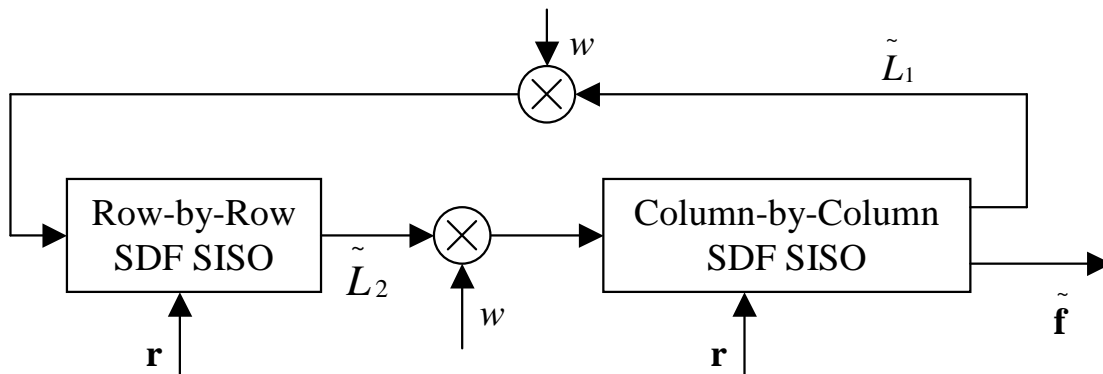 w
L̃₁
Row-by-Row
SDF SISO
Column-by-Column
SDF SISO
L̃₂
w
f̃
r
r